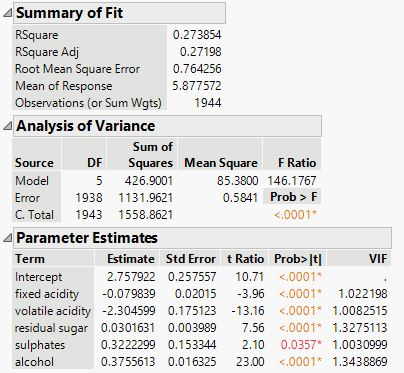 Summary of Fit
RSquare 0.273854
RSquare Adj 0.27198
Root Mean Square Error 0.764256
Mean of Response 5.877572
Observations (or Sum Wgts) 1944
Analysis of Variance
Sum of
Source DF Squares Mean Square F Ratio
Model 5 426.9001 85.3800 146.1767
Error 1938 1131.9621 0.5841 Prob > F
C. Total 1943 1558.8621 <.0001*
Parameter Estimates
Term Estimate Std Error t Ratio Prob>|t| VIF
Intercept 2.757922 0.257557 10.71 <.0001* .
fixed acidity -0.079839 0.02015 -3.96 <.0001* 1.022198
volatile acidity -2.304599 0.175123 -13.16 <.0001* 1.0082515
residual sugar 0.0301631 0.003989 7.56 <.0001* 1.3275113
sulphates 0.3222299 0.153344 2.10 0.0357* 1.0030999
alcohol 0.3755613 0.016325 23.00 <.0001* 1.3438869